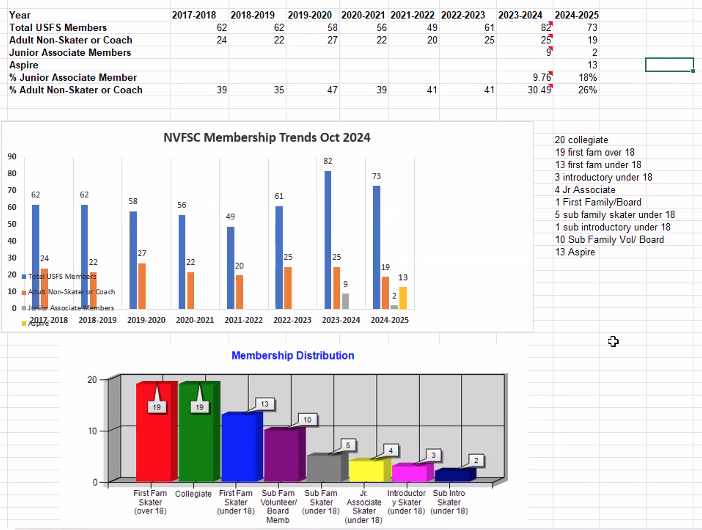 Year 2017-2018 2018-2019 2019-2020 2020-2021 2021-2022 2022-2023 2023-2024 2024-2025
Total USFS Members 62 62 58 56 49 61 82 73
Adult Non-Skater or Coach 24 22 27 22 20 25 25 19
Junior Associate Members 9 2
Aspire 13
% Junior Associate Member 9.76 18%
% Adult Non-Skater or Coach 39 35 47 39 41 41 30.49 26%
NVFSC Membership Trends Oct 2024
90
80
70
60
50
40
30
20
10
0
62 62 58 56 49 61 82 73
24 22 27 22 20 25 25 19
9 2
13
Total USFS Members
Adult Non-Skater or Coach
Junior Associate Members
Aspire
2017-2018 2018-2019 2019-2020 2020-2021 2021-2022 2022-2023 2023-2024 2024-2025
20 collegiate
19 first fam over 18
13 first fam under 18
3 introductory under 18
4 Jr Associate
1 First Family/Board
5 sub family skater under 18
1 sub introductory under 18
10 Sub Family Vol/ Board
13 Aspire
Membership Distribution
20
10
0
19 19 13 10 5 4 3 2
First Fam Skater (over 18)
Collegiate
First Fam Skater (under 18)
Sub Fam Volunteer/ Board Memb
Sub Fam Skater (under 18)
Jr. Associate Skater (under 18)
Introductor y Skater (under 18)
Sub Intro Skater (under 18)